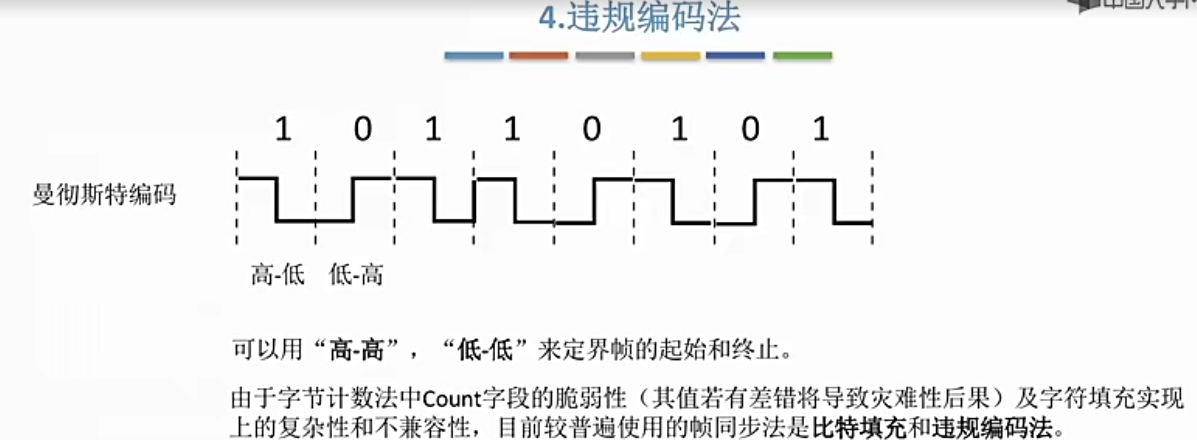 4.违规编码法
1 0 1 1 0 1 0 1
曼彻斯特编码
高-低 低-高
可以用“高-高”，“低-低”来定界帧的起始和终止。
由于字节计数法中Count字段的脆弱性（其值若有差错将导致灾难性后果）及字符填充实现
上的复杂性和不兼容性，目前较普遍使用的帧同步法是比特填充和违规编码法。